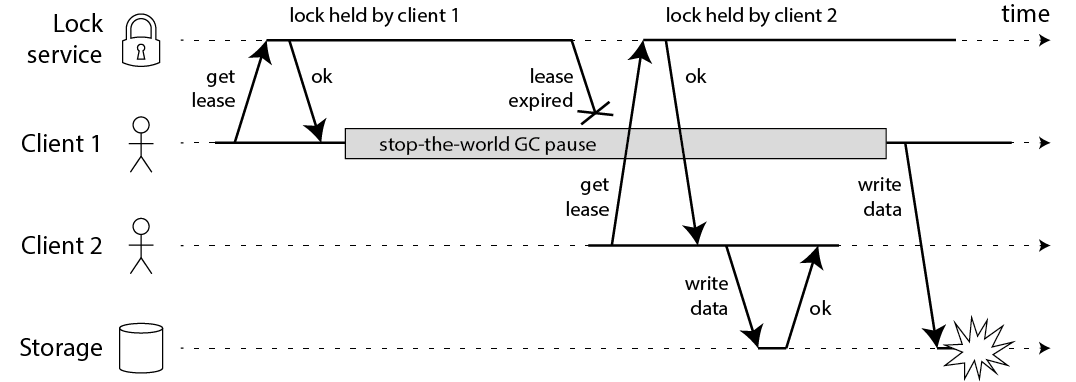 lock held by client 1
lock held by client 2
time
Lock
service
get
lease
ok
lease
expired
ok
Client 1
stop-the-world GC pause
get
lease
write
data
Client 2
write
data
ok
Storage